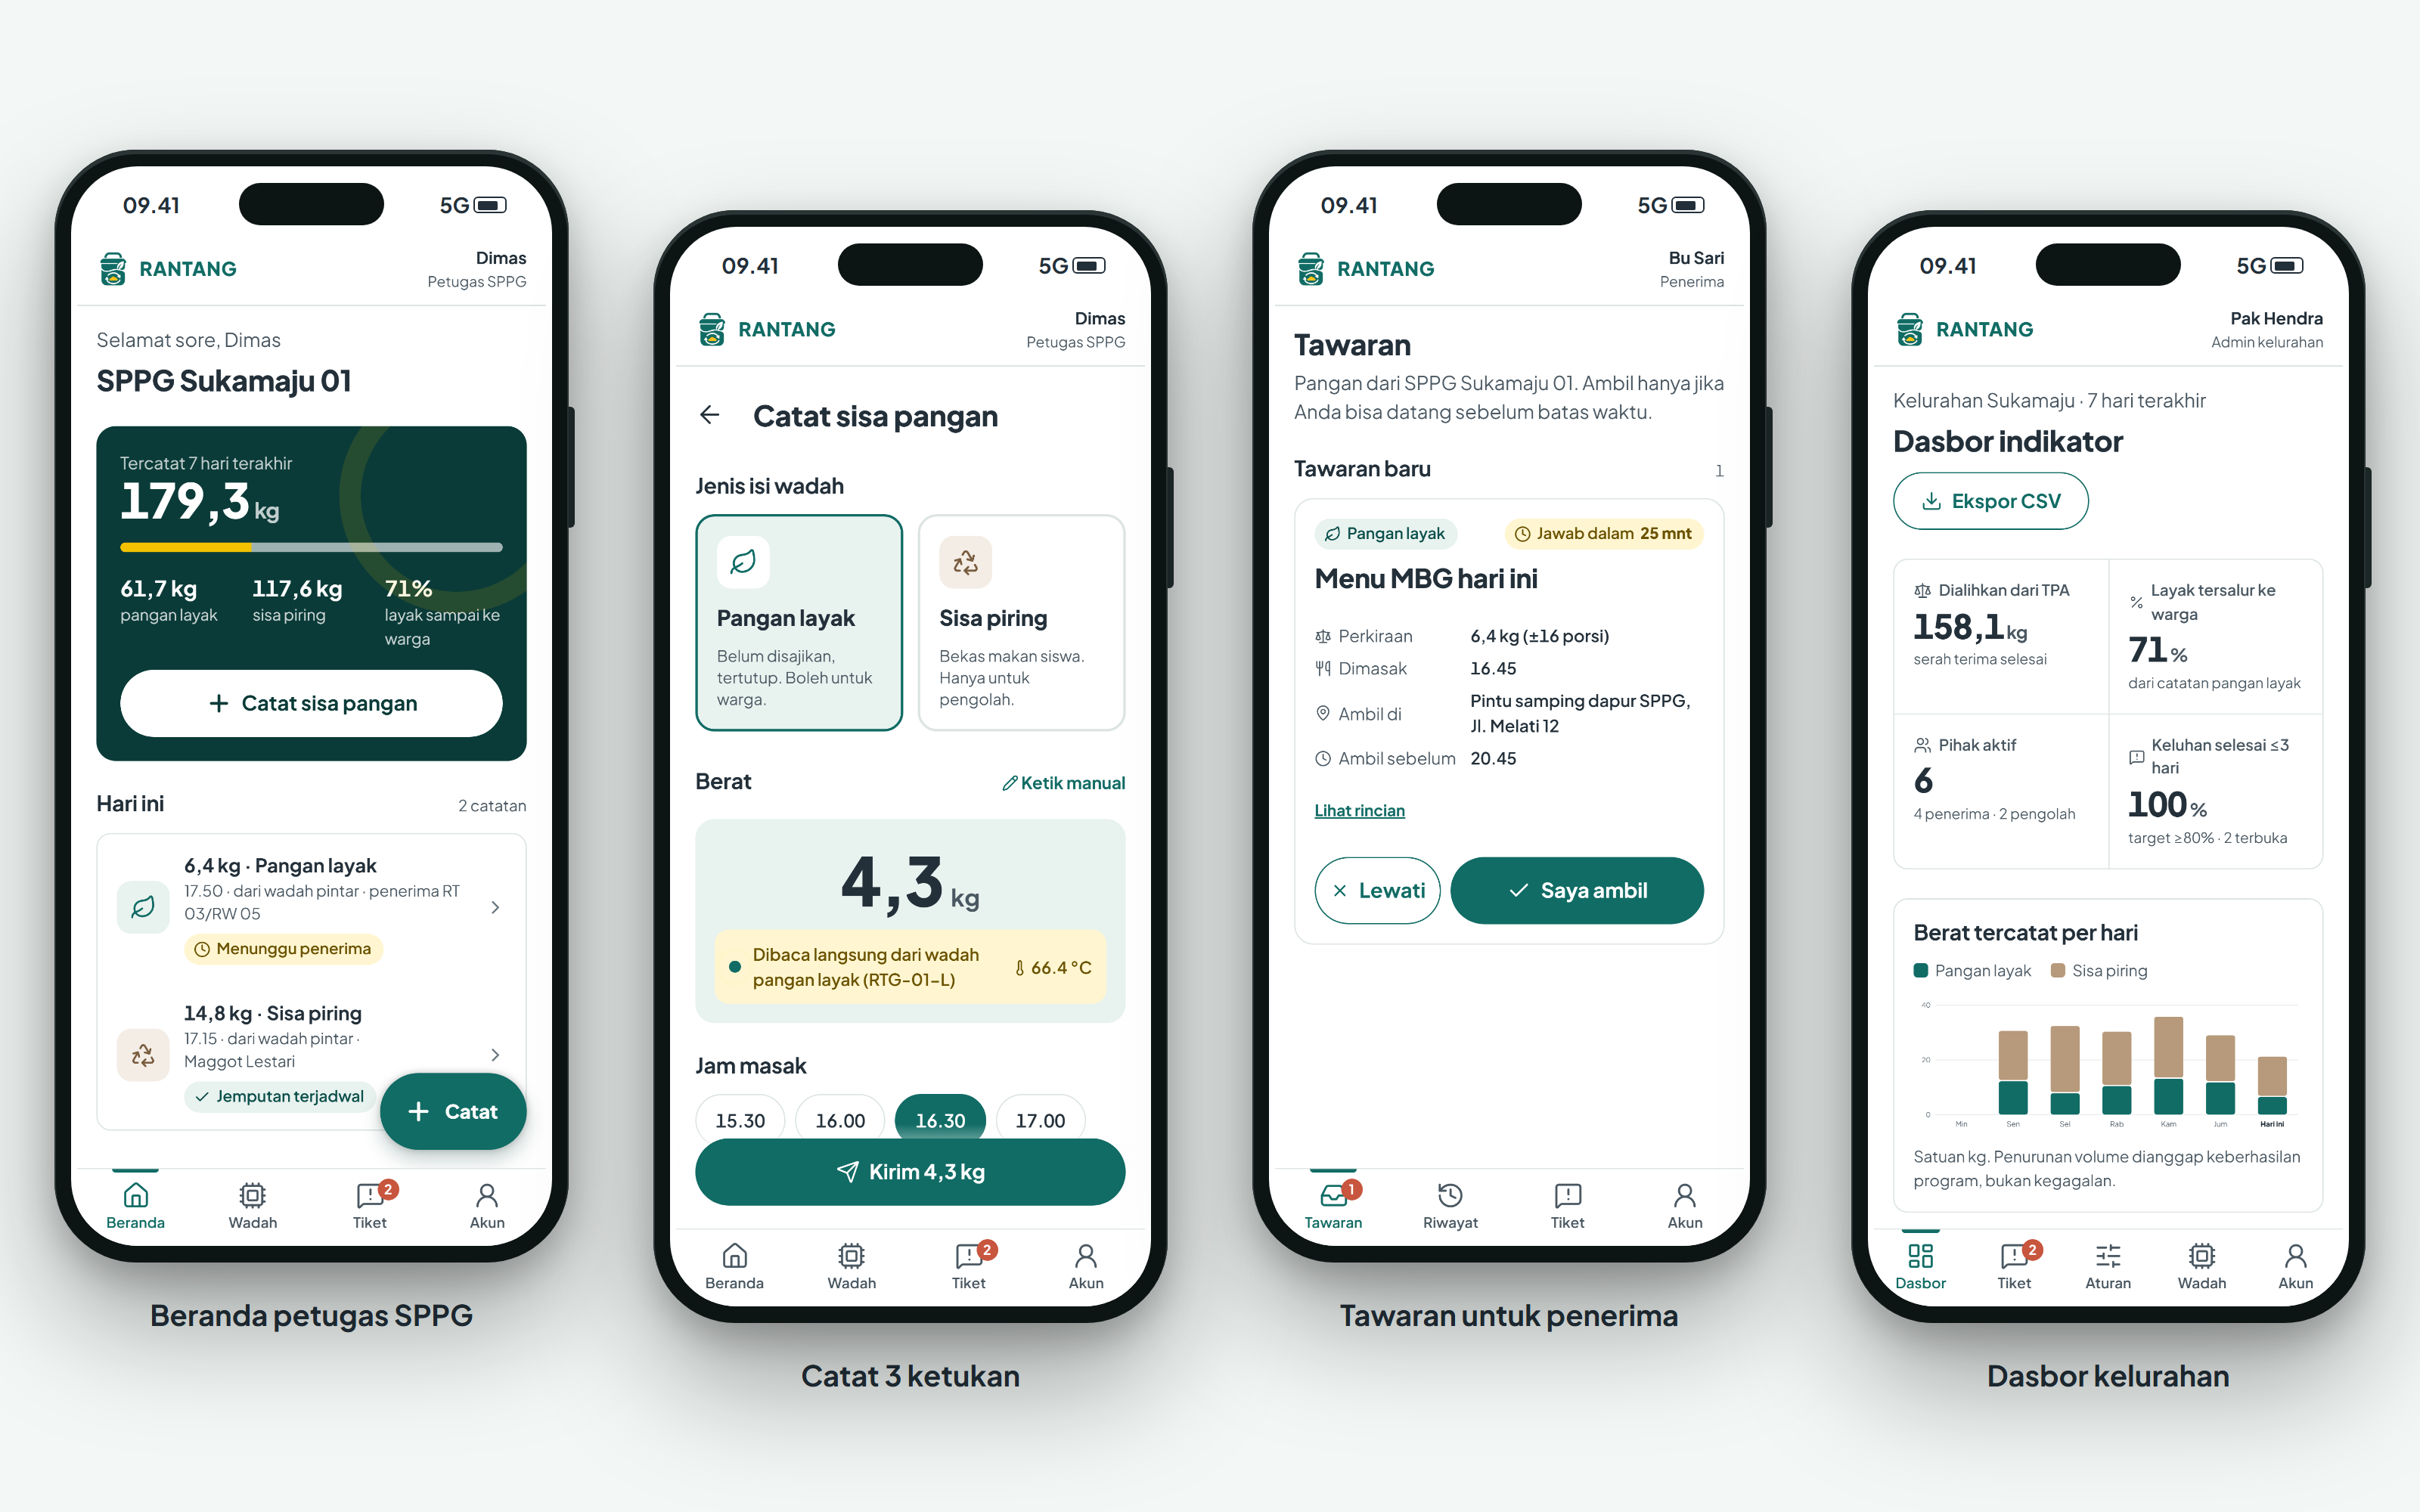 09.41
5G
RANTANG
Dimas
Petugas SPPG
Selamat sore, Dimas
SPPG Sukamaju 01
Tercatat 7 hari terakhir
179,3 kg
61,7 kg
pangan layak
117,6 kg
sisa piring
71%
layak sampai ke
warga
+ Catat sisa pangan
Hari ini
2 catatan
6,4 kg · Pangan layak
17.50 · dari wadah pintar · penerima RT
03/RW 05
Menunggu penerima
14,8 kg · Sisa piring
17.15 · dari wadah pintar ·
Maggot Lestari
Jemputan terjadwal
+ Catat
Beranda
Wadah
2
Tiket
Akun
Beranda petugas SPPG
09.41
5G
RANTANG
Dimas
Petugas SPPG
Catat sisa pangan
Jenis isi wadah
Pangan layak
Belum disajikan,
tertutup. Boleh untuk
warga.
Sisa piring
Bekas makan siswa.
Hanya untuk
pengolah.
Berat
Ketik manual
4,3 kg
Dibaca langsung dari wadah
pangan layak (RTG-01-L)
66.4 °C
Jam masak
15.30
16.00
16.30
17.00
Kirim 4,3 kg
Beranda
Wadah
2
Tiket
Akun
Catat 3 ketukan
09.41
5G
RANTANG
Bu Sari
Penerima
Tawaran
Pangan dari SPPG Sukamaju 01. Ambil hanya jika
Anda bisa datang sebelum batas waktu.
Tawaran baru
1
Pangan layak
Jawab dalam 25 mnt
Menu MBG hari ini
Perkiraan
6,4 kg (±16 porsi)
Dimasak
16.45
Ambil di
Pintu samping dapur SPPG,
Jl. Melati 12
Ambil sebelum
20.45
Lihat rincian
Lewati
Saya ambil
1
Tawaran
Riwayat
Tiket
Akun
Tawaran untuk penerima
09.41
5G
RANTANG
Pak Hendra
Admin kelurahan
Kelurahan Sukamaju · 7 hari terakhir
Dasbor indikator
Ekspor CSV
Dialihkan dari TPA
158,1 kg
serah terima selesai
Layak tersalur ke
warga
71 %
dari catatan pangan layak
Pihak aktif
6
4 penerima · 2 pengolah
Keluhan selesai ≤3
hari
100 %
target ≥80% · 2 terbuka
Berat tercatat per hari
Pangan layak
Sisa piring
40
20
0
Min
Sen
Sel
Rab
Kam
Jum
Hari ini
Satuan kg. Penurunan volume dianggap keberhasilan
program, bukan kegagalan.
Dasbor
2
Tiket
Aturan
Wadah
Akun
Dasbor kelurahan